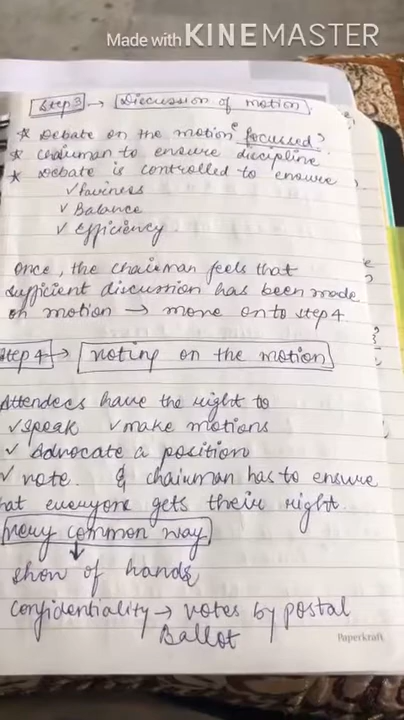 Made with KINEMASTER
Step 3 → Discussion of motion
* Debate on the motion "focussed"
* Chairman to ensure discipline
* Debate is controlled to ensure
✓ Fairness
✓ Balance
✓ Efficiency
Once, the chairman feels that
sufficient discussion has been made
on motion → move onto step 4.
Step 4 → Voting on the motion
Attendees have the right to
✓ speak ✓ make motions
✓ Advocate a position
✓ vote. & chairman has to ensure
that everyone gets their right.
Very common way
↓
show of hands
Confidentiality → votes by postal
Ballot
Paperkraft